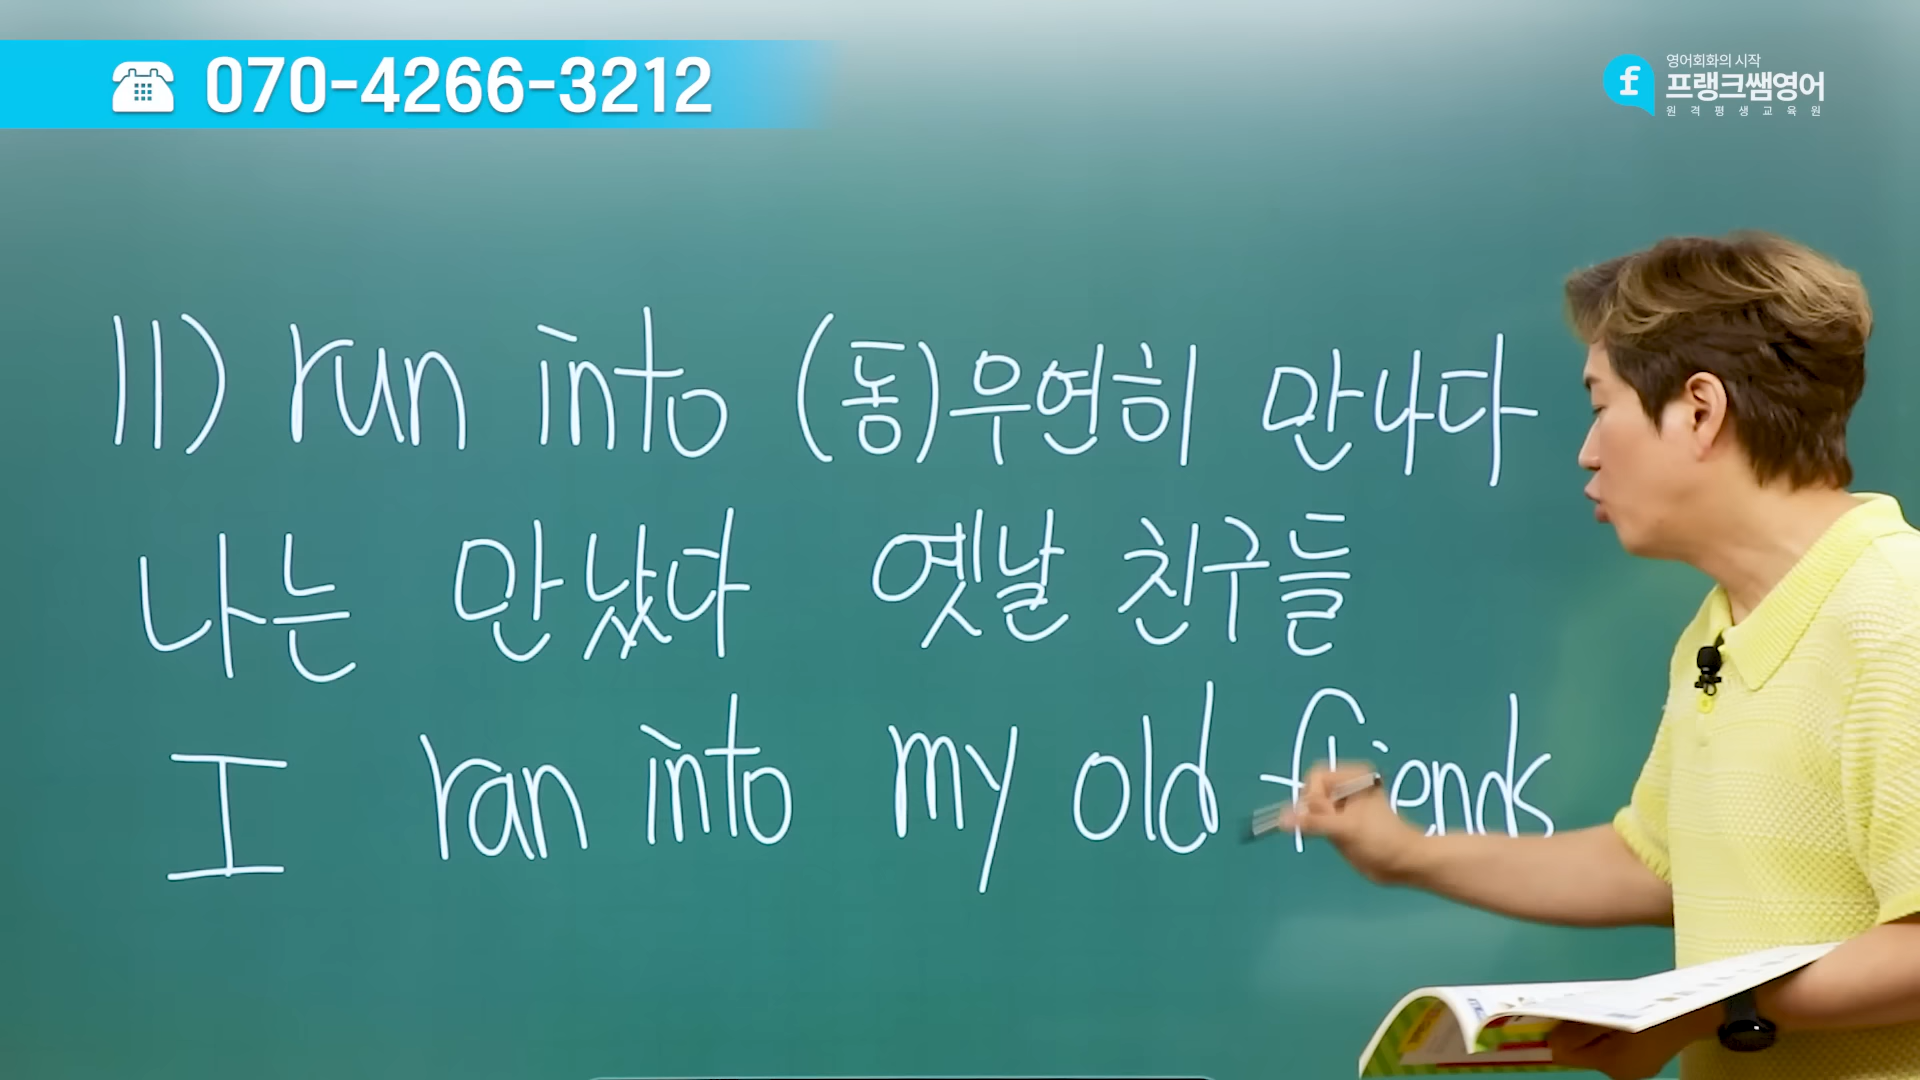 070-4266-3212
영어회화의 시작
프랭크쌤영어
원격평생교육원
11) run into (동) 우연히 만나다
나는 만났다 옛날 친구들
I ran into my old friends